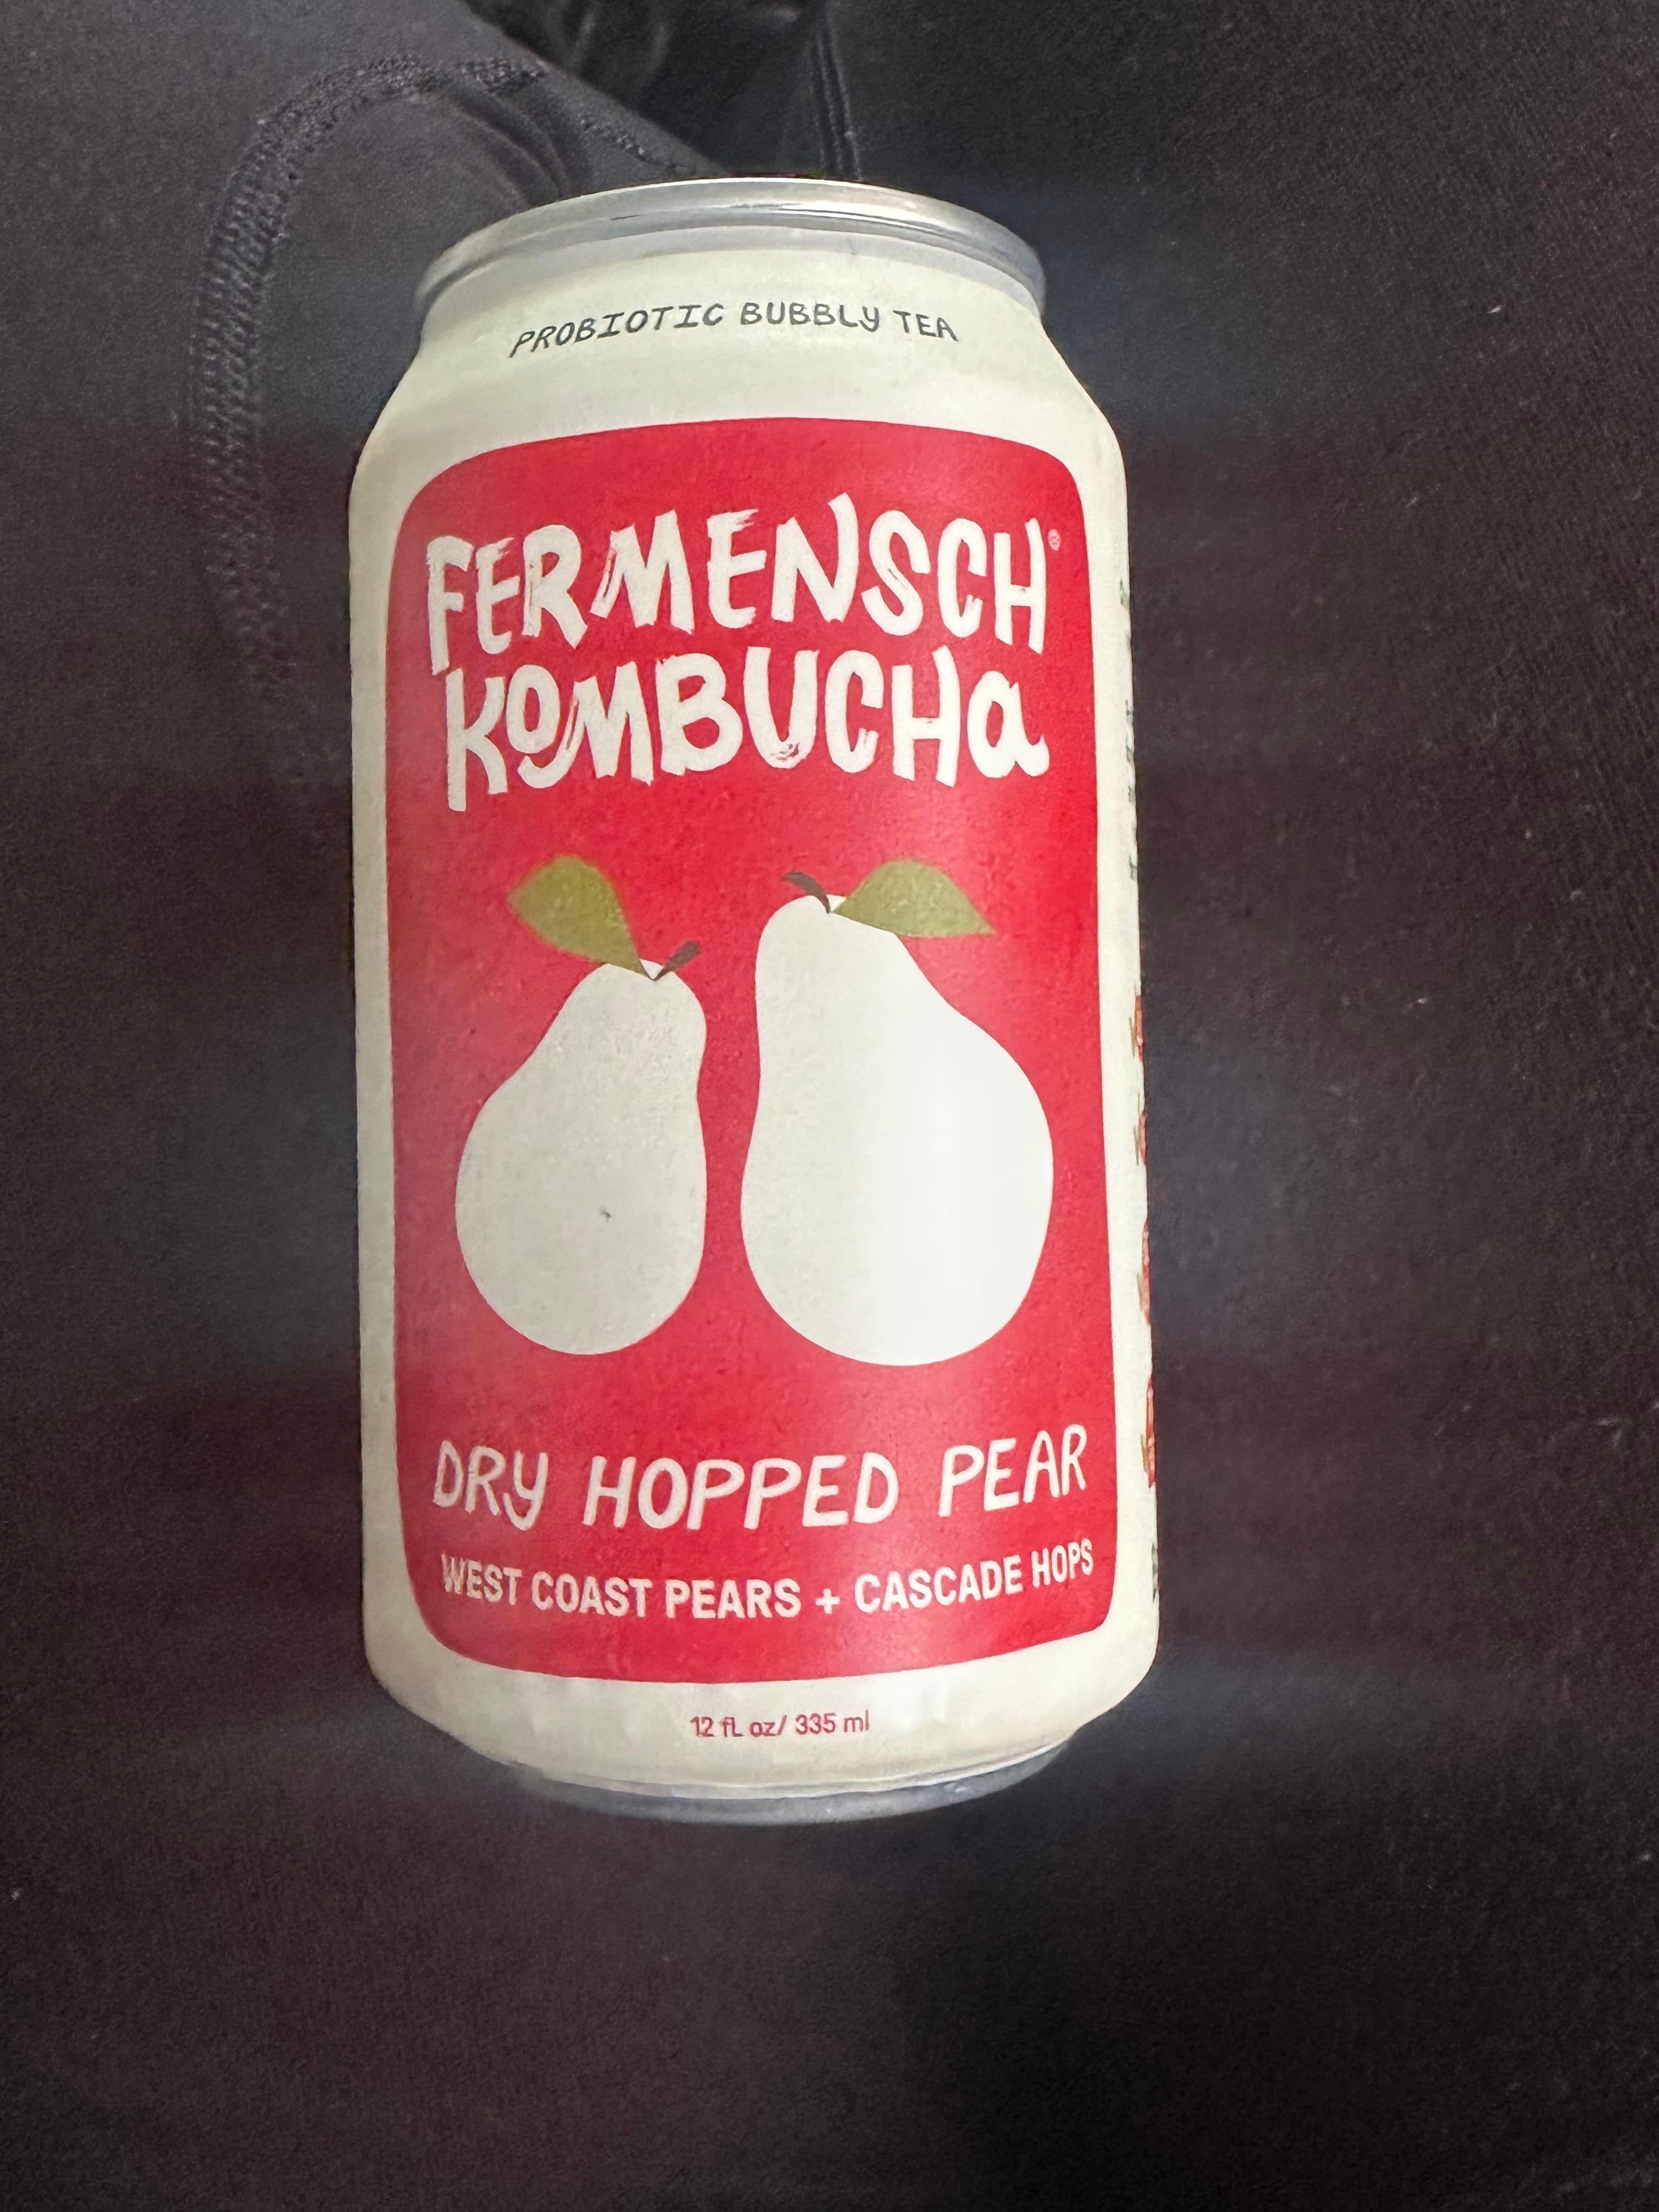 PROBIOTIC BUBBLY TEA
FERMENSCH®
KOMBUCHa
DRY HOPPED PEAR
WEST COAST PEARS + CASCADE HOPS
12 fL oz/ 335 ml